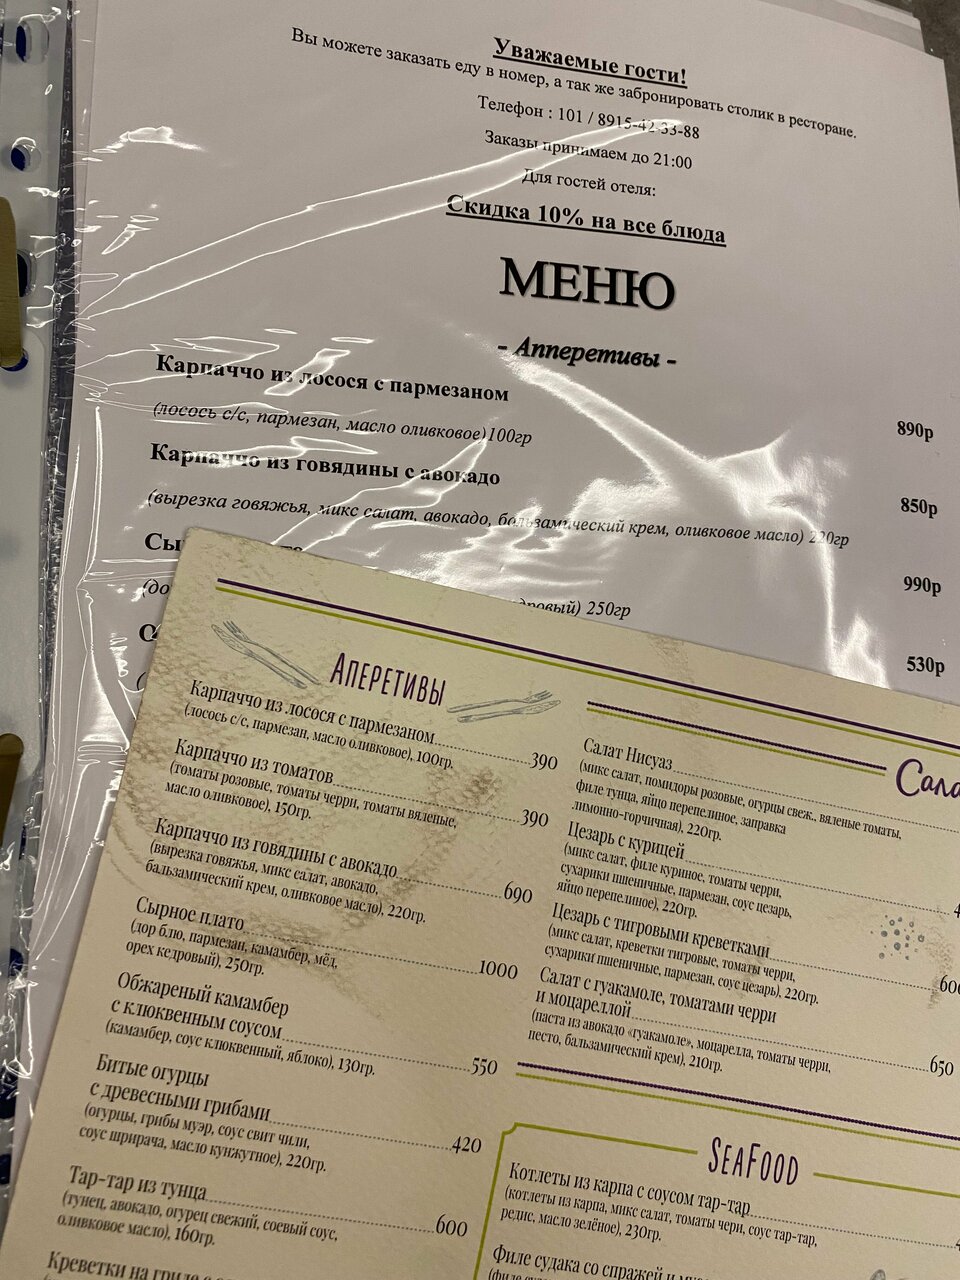 Уважаемые гости!
Вы можете заказать еду в номер, а так же забронировать столик в ресторане.
Телефон : 101 / 8915-42-33-88
Заказы принимаем до 21:00
Для гостей отеля:
Скидка 10% на все блюда
МЕНЮ
- Апперетивы -
Карпаччо из лосося с пармезаном
(лосось с/с, пармезан, масло оливковое)100гр 890р
Карпаччо из говядины с авокадо
(вырезка говяжья, микс салат, авокадо, бальзамический крем, оливковое масло) 220гр 850р
990р
250гр
530р
АПЕРЕТИВЫ
Карпаччо из лосося с пармезаном 390
(лосось с/с, пармезан, масло оливковое), 100гр.
Карпаччо из томатов 390
(томаты розовые, томаты черри, томаты вяленые,
масло оливковое), 150гр.
Карпаччо из говядины с авокадо 690
(вырезка говяжья, микс салат, авокадо,
бальзамический крем, оливковое масло), 220гр.
Сырное плато 1000
(дор блю, пармезан, камамбер, мёд,
орех кедровый), 250гр.
Обжареный камамбер
с клюквенным соусом 550
(камамбер, соус клюквенный, яблоко), 130гр.
Битые огурцы
с древесными грибами 420
(огурцы, грибы муэр, соус свит чили,
соус шрирача, масло кунжутное), 220гр.
Тар-тар из тунца 600
(тунец, авокадо, огурец свежий, соевый соус,
оливковое масло), 160гр.
Креветки на гриле с
Сала
Салат Нисуаз
(микс салат, помидоры розовые, огурцы свеж., вяленые томаты,
филе тунца, яйцо перепелиное, заправка
лимонно-горчичная), 220гр.
Цезарь с курицей
(микс салат, филе куриное, томаты черри,
сухарики пшеничные, пармезан, соус цезарь,
яйцо перепелиное), 220гр.
Цезарь с тигровыми креветками 600
(микс салат, креветки тигровые, томаты черри,
сухарики пшеничные, пармезан, соус цезарь), 220гр.
Салат с гуакамоле, томатами черри
и моцареллой 650
(паста из авокадо «гуакамоле», моцарелла, томаты черри,
песто, бальзамический крем), 210гр.
SEAFOOD
Котлеты из карпа с соусом тар-тар
(котлеты из карпа, микс салат, томаты чери, соус тар-тар,
редис, масло зелёное), 230гр.
Филе судака со спаржей и